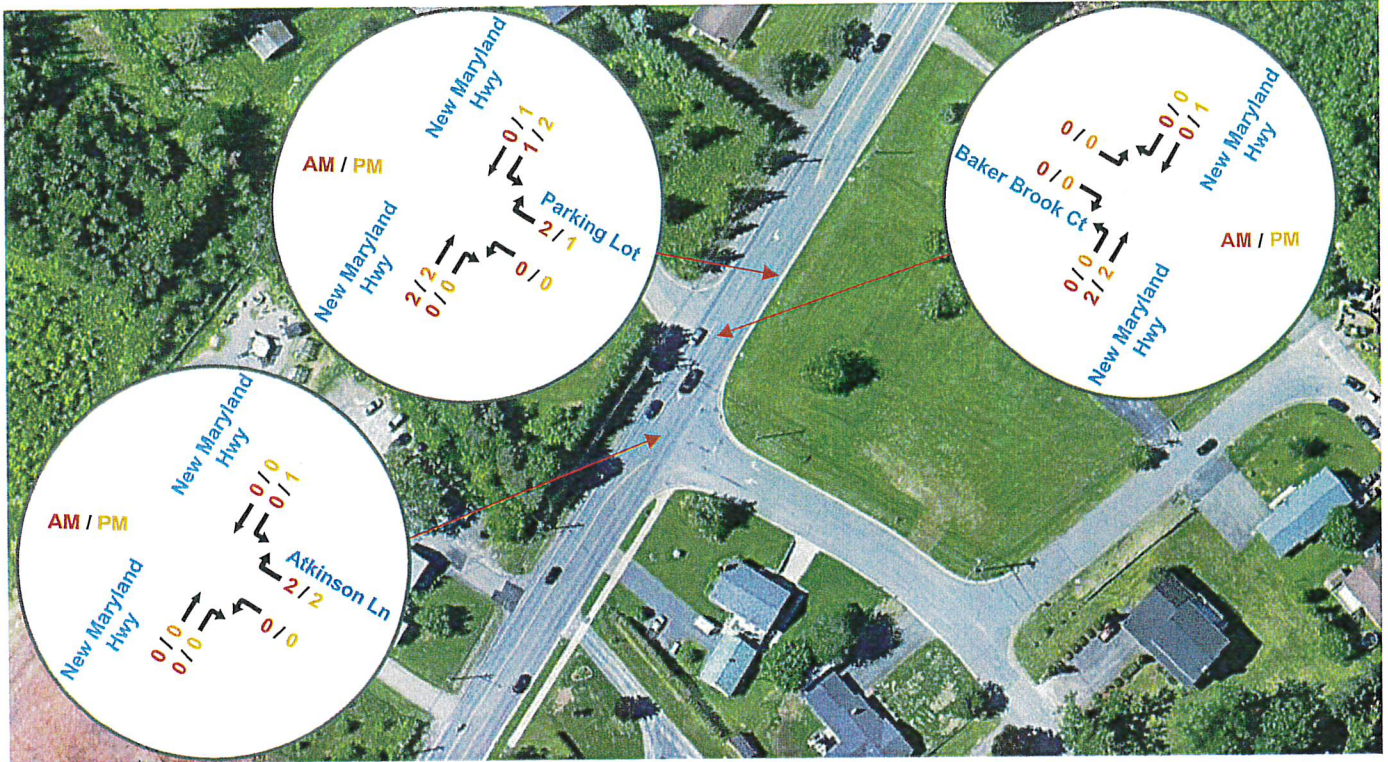 New Maryland
Hwy
0 / 1
1 / 2
AM / PM
Parking Lot
2 / 1
New Maryland
Hwy
2 / 2
0 / 0
0 / 0
0 / 0
0 / 1
0 / 0
New Maryland
Hwy
Baker Brook Ct
0 / 0
AM / PM
0 / 0
2 / 2
New Maryland
Hwy
New Maryland
Hwy
0 / 0
0 / 1
AM / PM
Atkinson Ln
2 / 2
New Maryland
Hwy
0 / 0
0 / 0
0 / 0